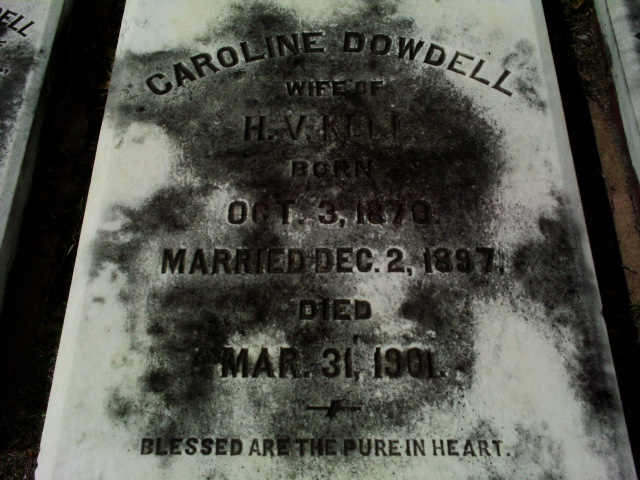 CAROLINE DOWDELL
WIFE OF
H. V. KELL
BORN
OCT. 3, 1870.
MARRIED DEC. 2, 1897.
DIED
MAR. 31, 1901.
BLESSED ARE THE PURE IN HEART.